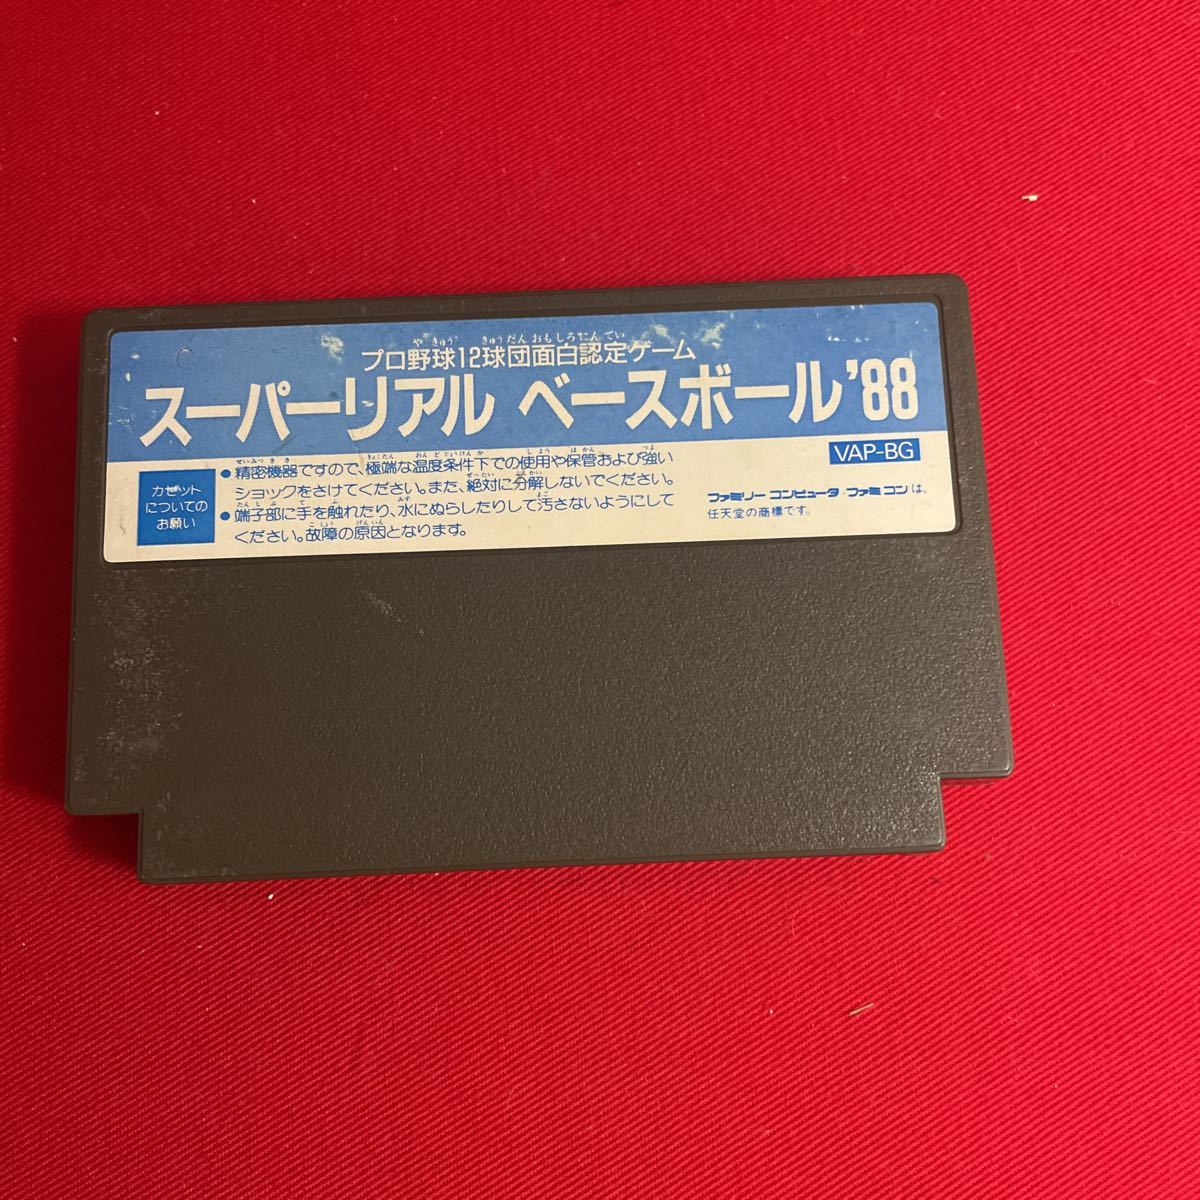 プロ野球12球団面白認定ゲーム
スーパーリアル ベースボール'88
VAP-BG
カセット
についての
お願い
●精密機器ですので、極端な温度条件下での使用や保管および強い
ショックをさけてください。また、絶対に分解しないでください。
●端子部に手を触れたり、水にぬらしたりして汚さないようにして
ください。故障の原因となります。
ファミリーコンピュータ・ファミコンは、
任天堂の商標です。